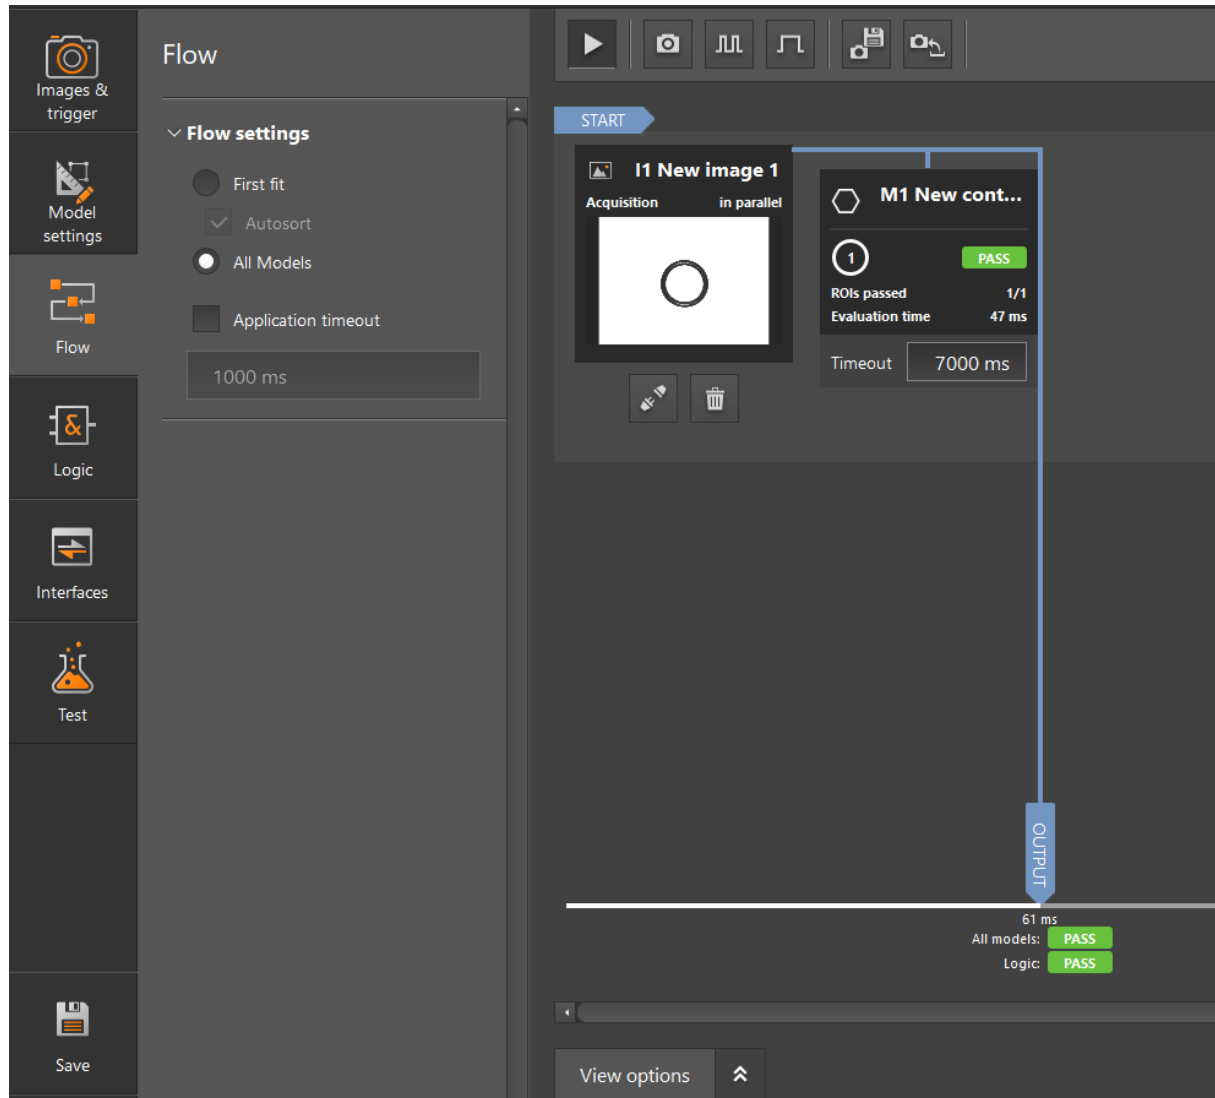 Images &
trigger
Model
settings
Flow
Logic
Interfaces
Test
Save
Flow
Flow settings
First fit
Autosort
All Models
Application timeout
1000 ms
START
I1 New image 1
Acquisition in parallel
M1 New cont...
1 PASS
ROIs passed 1/1
Evaluation time 47 ms
Timeout 7000 ms
OUTPUT
61 ms
All models: PASS
Logic: PASS
View options